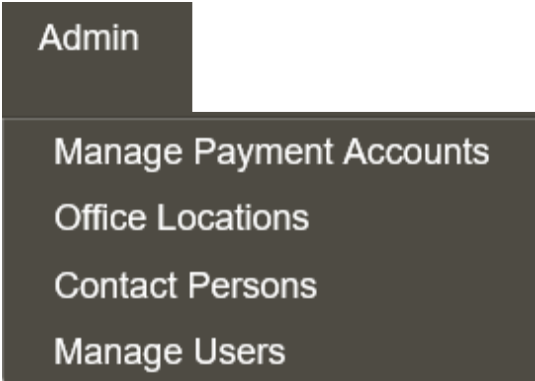 Admin
Manage Payment Accounts
Office Locations
Contact Persons
Manage Users